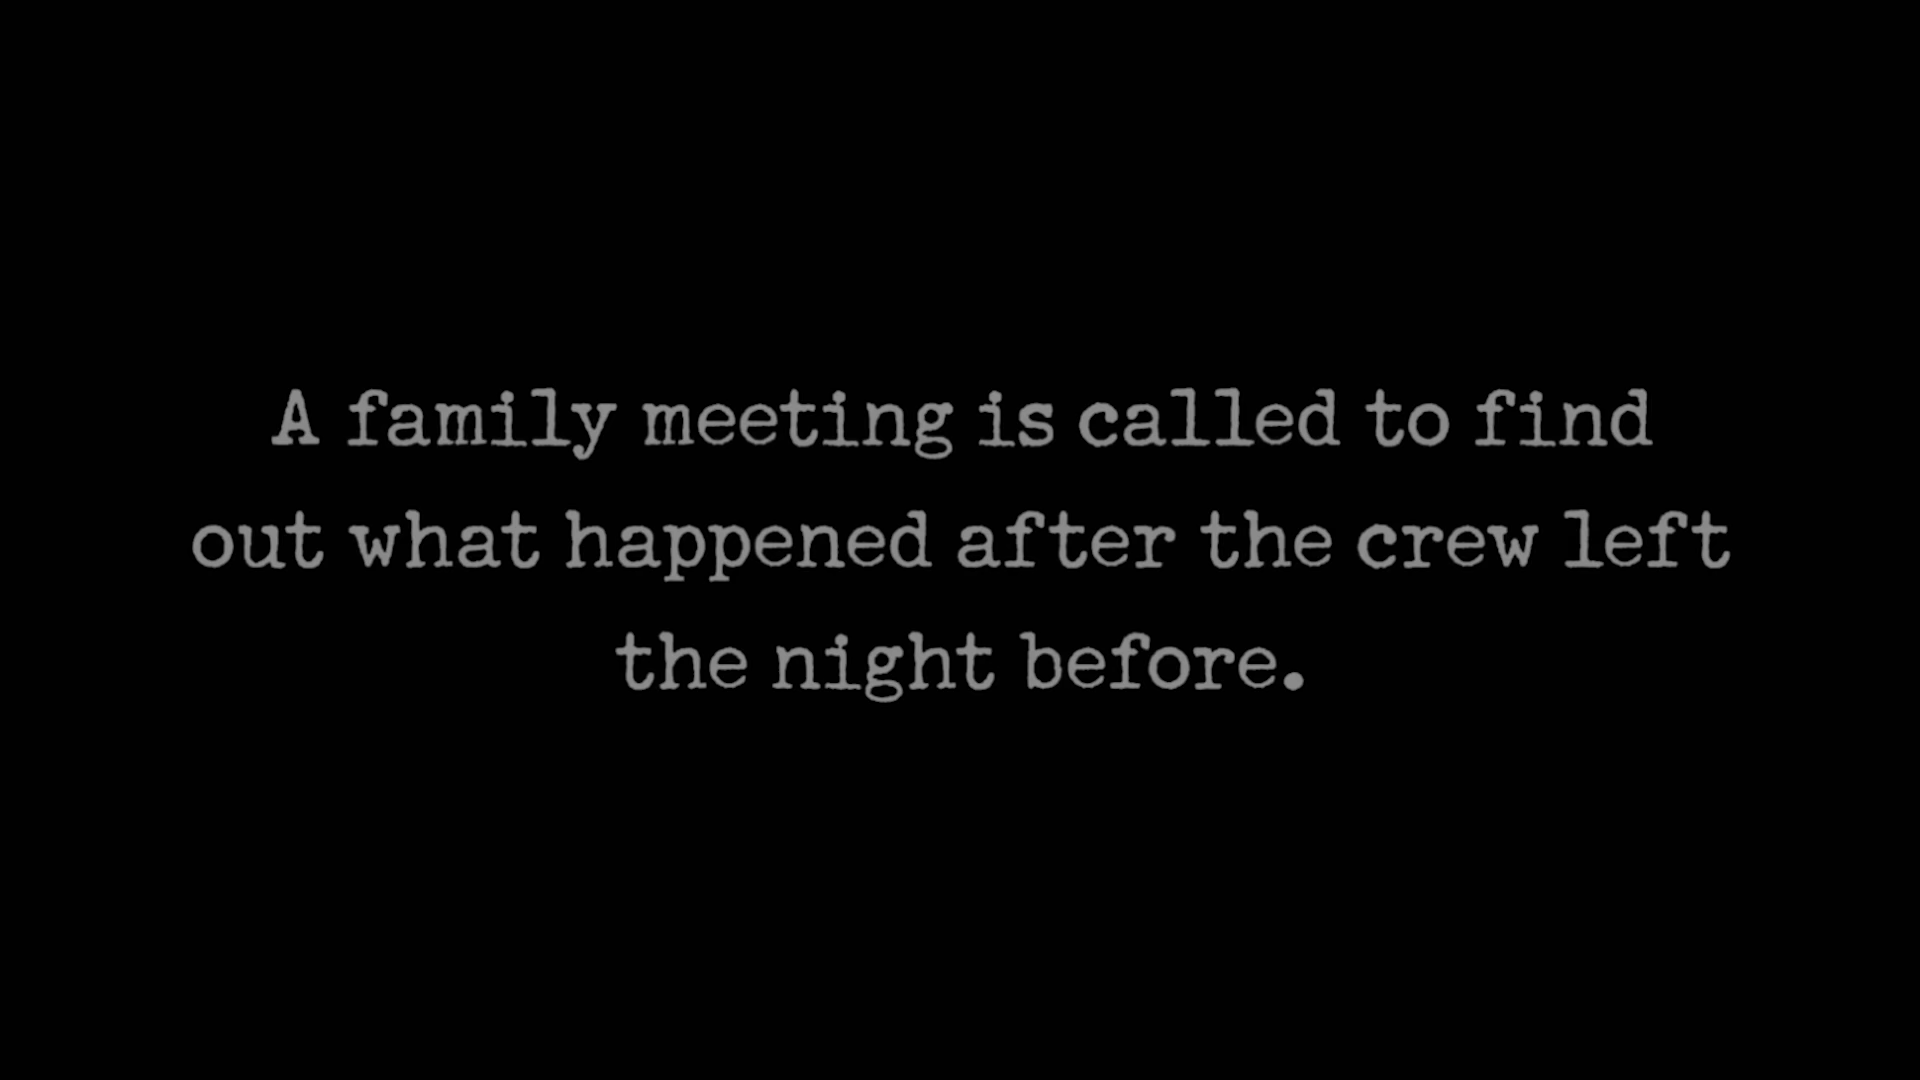 A family meeting is called to find
out what happened after the crew left
the night before.